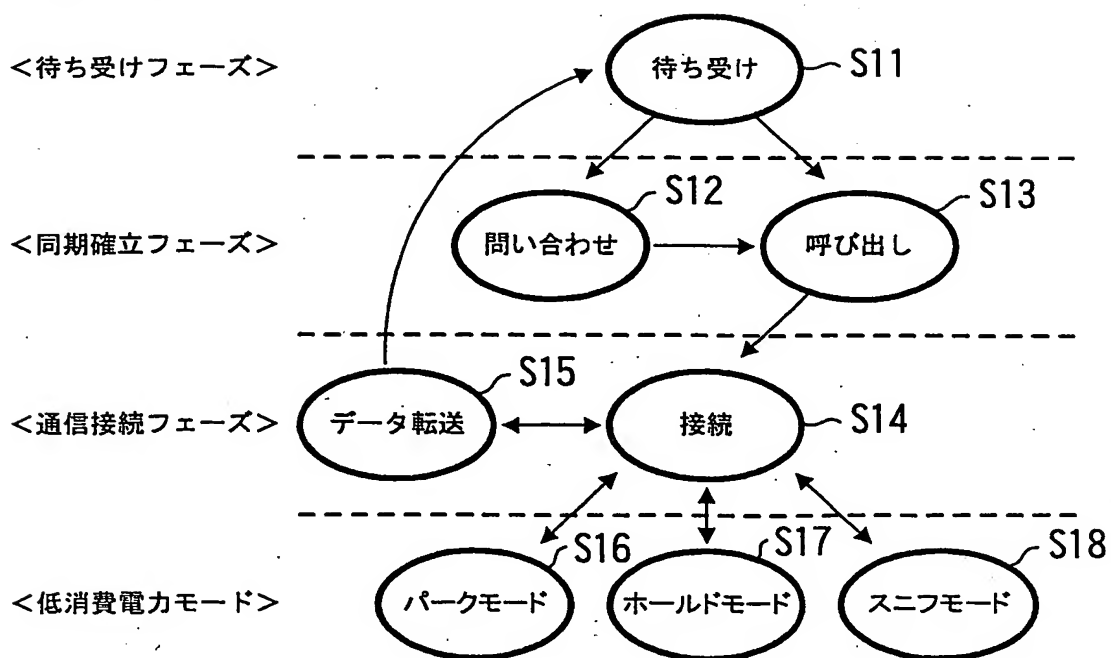 <待ち受けフェーズ>
待ち受け
S11
S12
S13
<同期確立フェーズ>
問い合わせ
呼び出し
S15
<通信接続フェーズ>
データ転送
接続
S14
S16
S17
S18
<低消費電力モード>
パークモード
ホールドモード
スニフモード